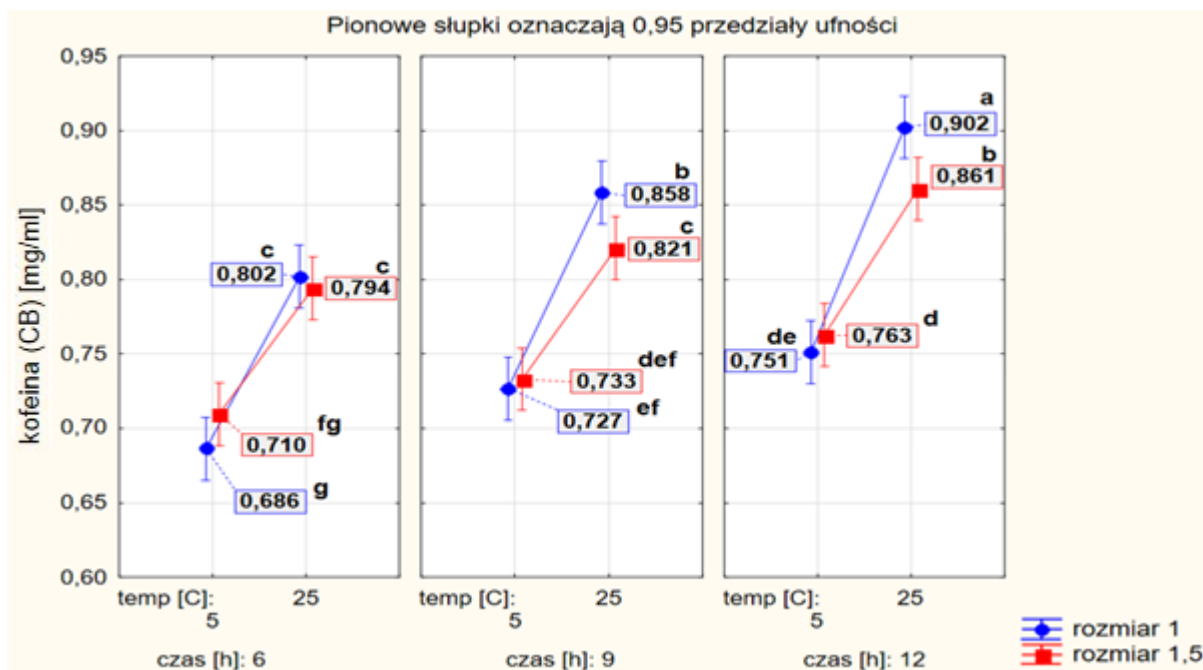 Pionowe słupki oznaczają 0,95 przedziały ufności
kofeina (CB) [mg/ml]
0,95
0,90
0,85
0,80
0,75
0,70
0,65
0,60
c
0,802
c
0,794
fg
0,710
g
0,686
temp [C]:
5
25
czas [h]: 6
b
0,858
c
0,821
def
0,733
ef
0,727
temp [C]:
5
25
czas [h]: 9
a
0,902
b
0,861
de
0,751
d
0,763
temp [C]:
5
25
czas [h]: 12
rozmiar 1
rozmiar 1,5